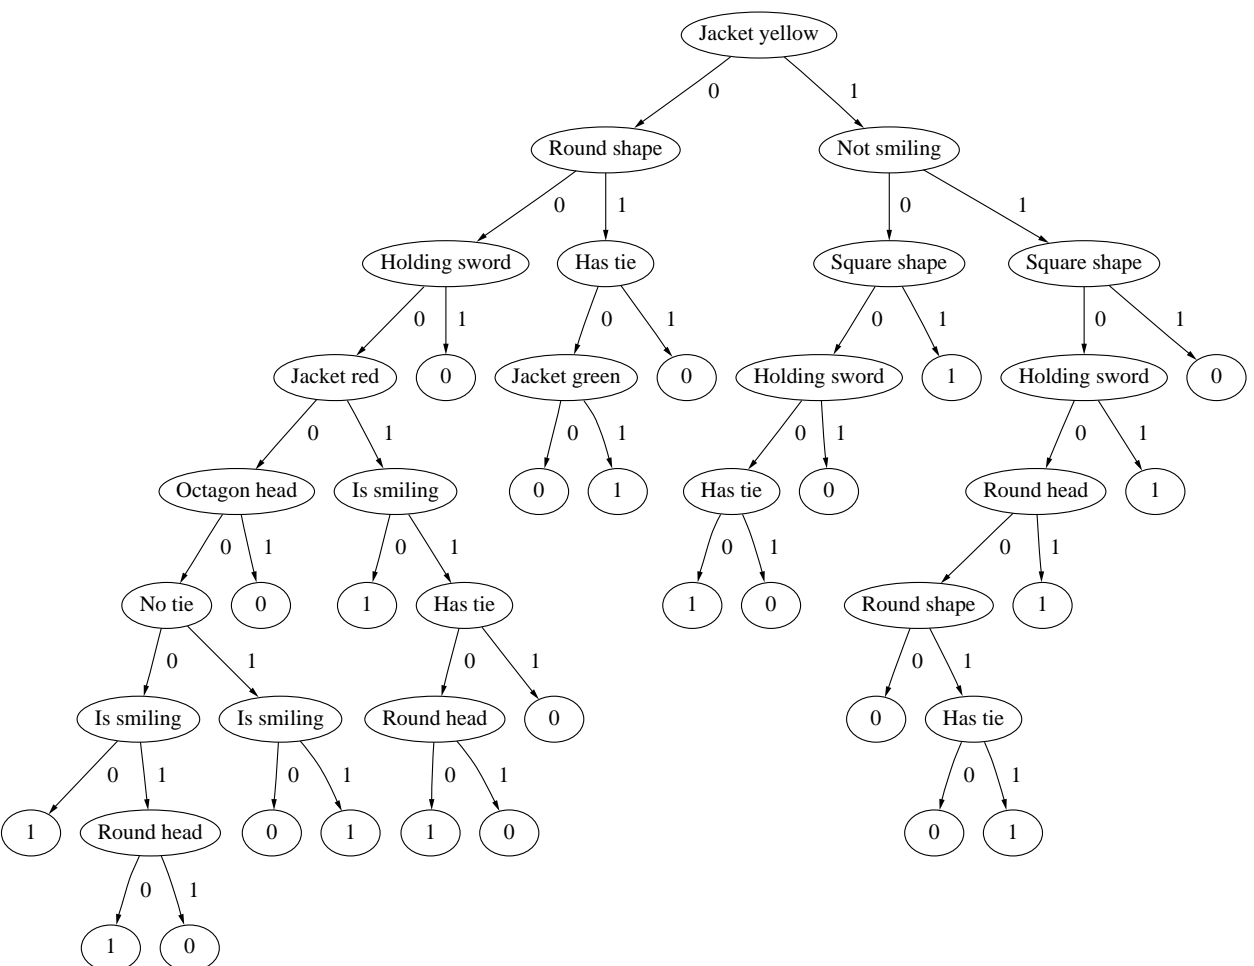 Jacket yellow
0 1
Round shape Not smiling
0 1 0 1
Holding sword Has tie Square shape Square shape
0 1 0 1 0 1 0 1
Jacket red 0 Jacket green 0 Holding sword 1 Holding sword 0
0 1 0 1 0 1 0 1
Octagon head Is smiling 0 1 Has tie 0 Round head 1
0 1 0 1 0 1 0 1
No tie 0 1 Has tie 1 0 Round shape 1
0 1 0 1 0 1
Is smiling Is smiling Round head 0 0 Has tie
0 1 0 1 0 1 0 1
1 Round head 0 1 1 0 0 1
0 1
1 0